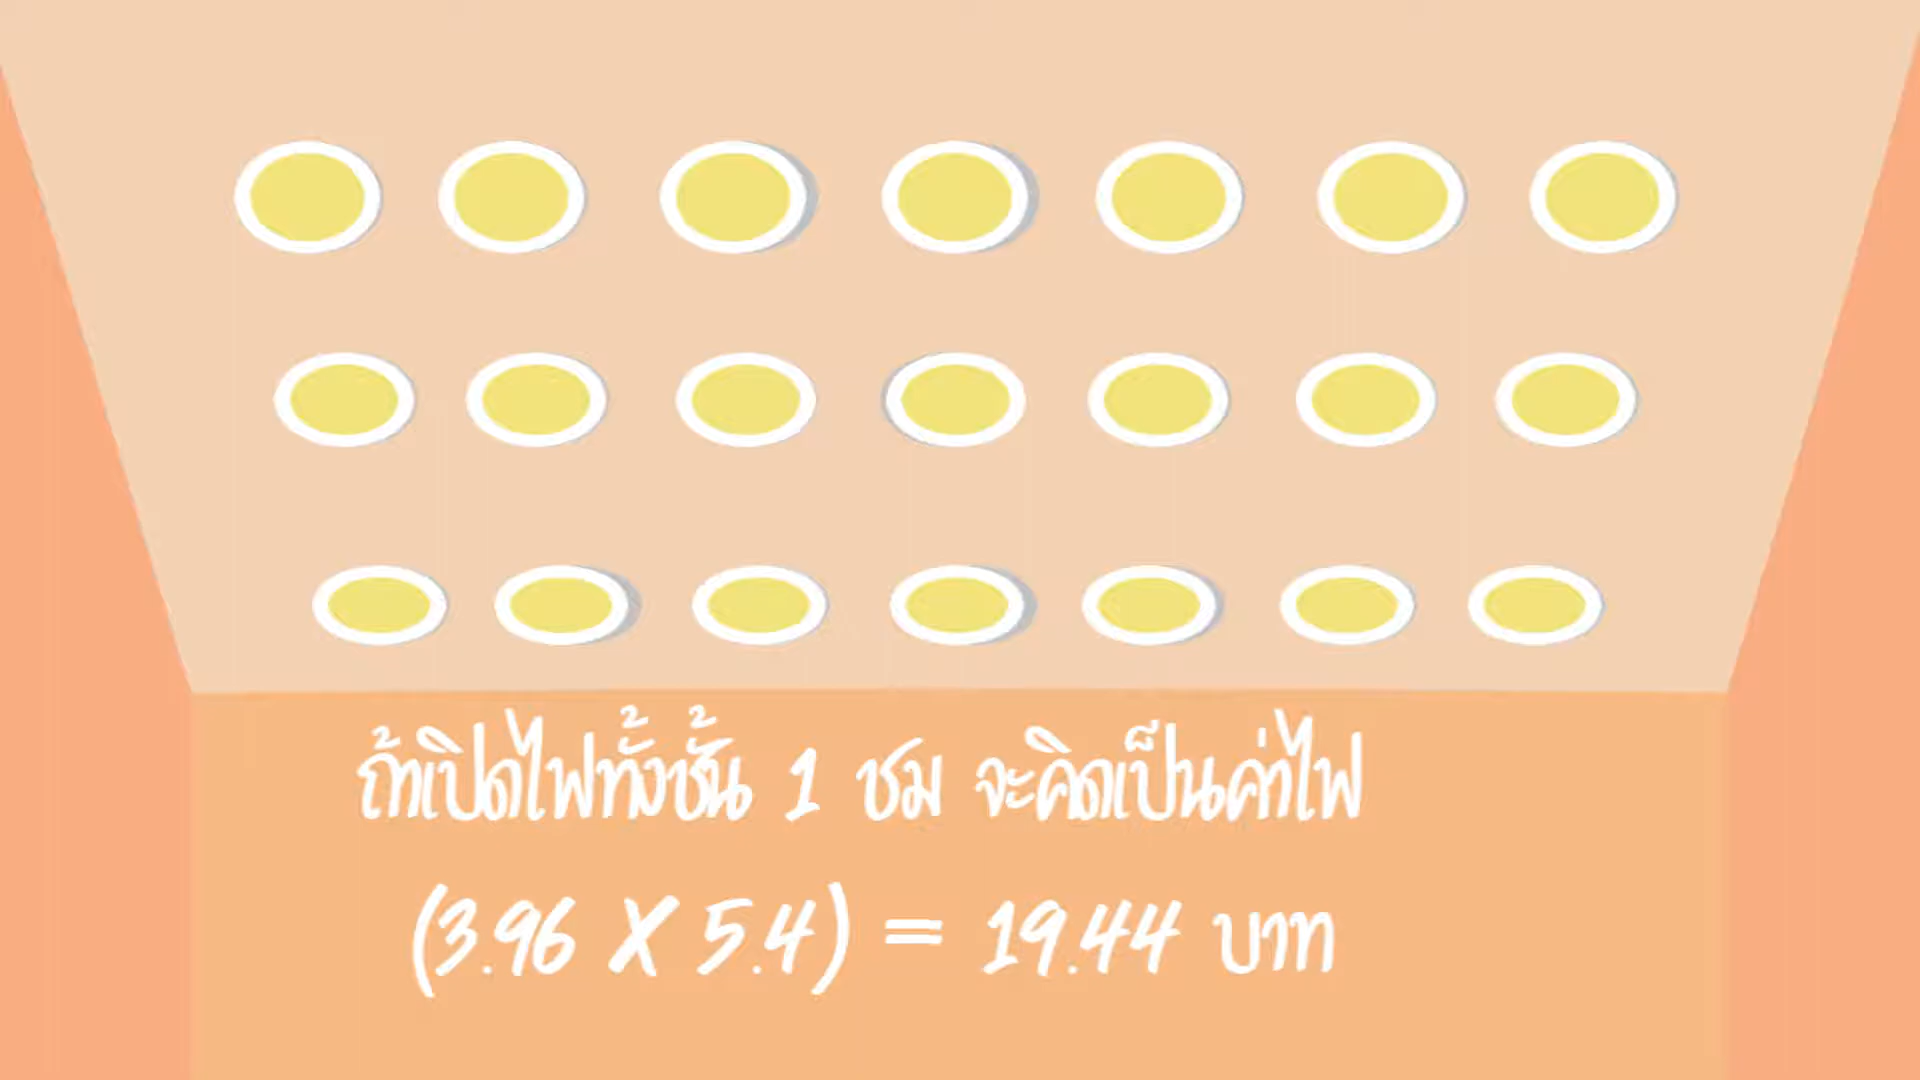 ถ้าเปิดไฟทั้งชั้น 1 ชม จะคิดเป็นค่าไฟ
(3.96 X 5.4) = 19.44 บาท